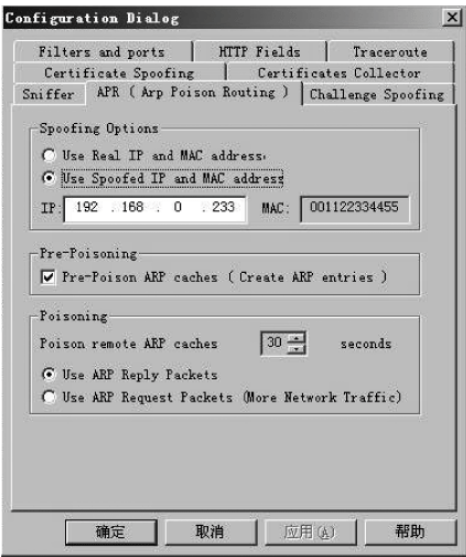 Configuration Dialog
Filters and ports HTTP Fields Traceroute
Certificate Spoofing Certificates Collector
Sniffer APR ( Arp Poison Routing ) Challenge Spoofing
Spoofing Options
Use Real IP and MAC address
Use Spoofed IP and MAC address
IP: 192 . 168 . 0 . 233 MAC: 001122334455
Pre-Poisoning
Pre-Poison ARP caches ( Create ARP entries )
Poisoning
Poison remote ARP caches 30 seconds
Use ARP Reply Packets
Use ARP Request Packets (More Network Traffic)
确定 取消 应用(A) 帮助